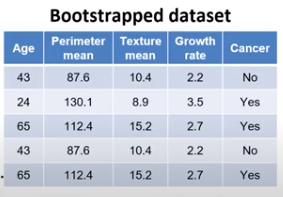 Bootstrapped dataset
Age Perimeter mean Texture mean Growth rate Cancer
43 87.6 10.4 2.2 No
24 130.1 8.9 3.5 Yes
65 112.4 15.2 2.7 Yes
43 87.6 10.4 2.2 No
65 112.4 15.2 2.7 Yes